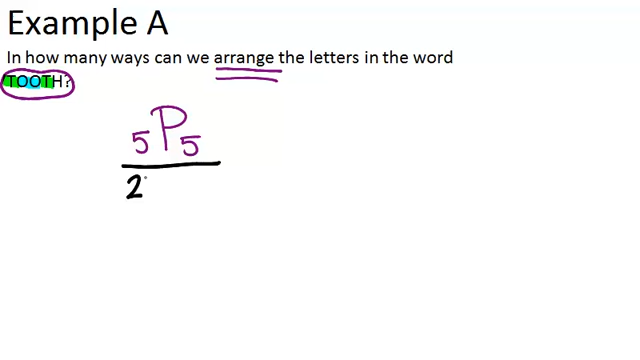 Example A
In how many ways can we arrange the letters in the word
TOOTH?
5P5
2